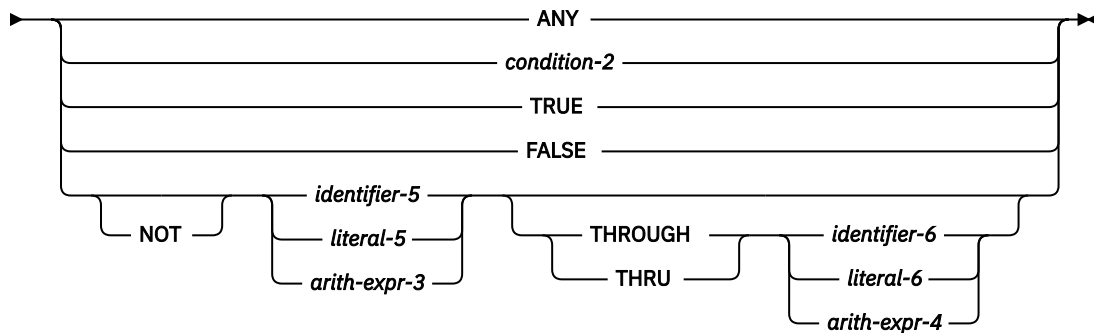 ANY
condition-2
TRUE
FALSE
identifier-5
NOT THROUGH identifier-6
literal-5
THRU literal-6
arith-expr-3
arith-expr-4